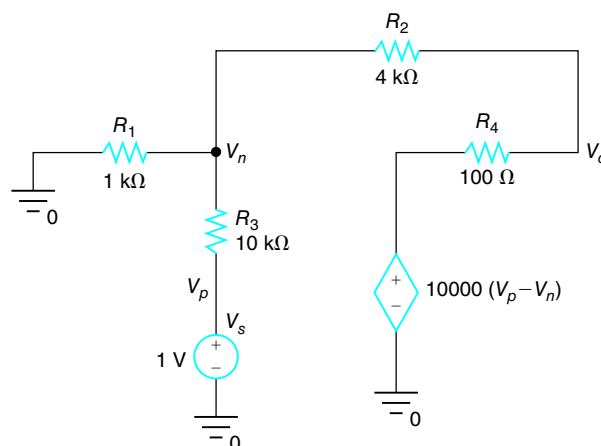 R2
4 kΩ
R1
1 kΩ
Vn
R4
100 Ω
Vo
0
R3
10 kΩ
Vp
Vs
+
−
1 V
+
−
10000 (Vp−Vn)
0
0